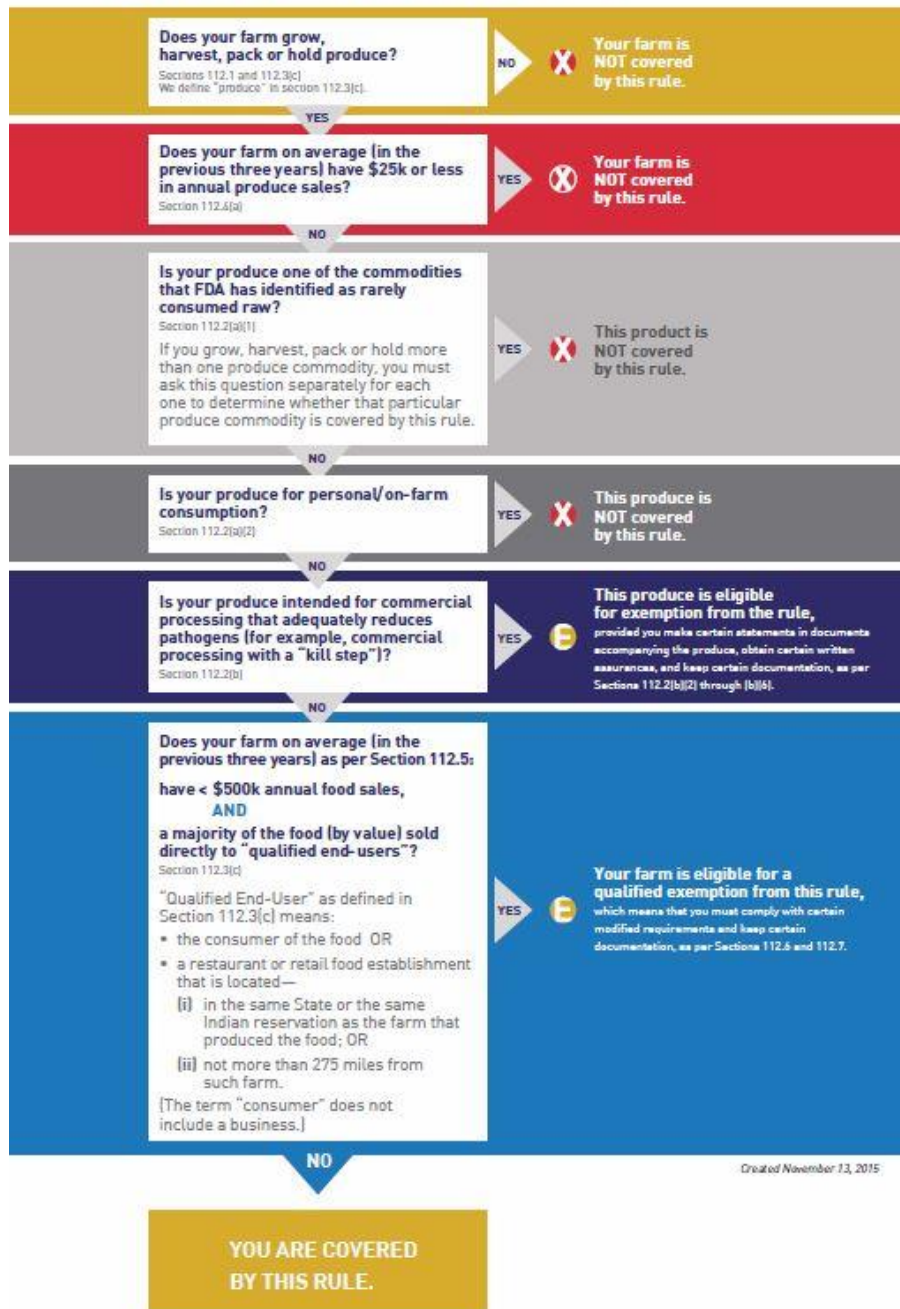 Does your farm grow,
harvest, pack or hold produce?
Sections 112.1 and 112.3(c)
We define "produce" in section 112.3(c).
NO
X
Your farm is
NOT covered
by this rule.
YES
Does your farm on average (in the
previous three years) have $25k or less
in annual produce sales?
Section 112.4(a)
YES
X
Your farm is
NOT covered
by this rule.
NO
Is your produce one of the commodities
that FDA has identified as rarely
consumed raw?
Section 112.2(a)(1)
If you grow, harvest, pack or hold more
than one produce commodity, you must
ask this question separately for each
one to determine whether that particular
produce commodity is covered by this rule.
YES
X
This product is
NOT covered
by this rule.
NO
Is your produce for personal/on-farm
consumption?
Section 112.2(a)(2)
YES
X
This produce is
NOT covered
by this rule.
NO
Is your produce intended for commercial
processing that adequately reduces
pathogens (for example, commercial
processing with a "kill step")?
Section 112.2(b)
YES
E
This produce is eligible
for exemption from the rule,
provided you make certain statements in documents
accompanying the produce, obtain certain written
assurances, and keep certain documentation, as per
Sections 112.2(b)(2) through (b)(6).
NO
Does your farm on average (in the
previous three years) as per Section 112.5:
have < $500k annual food sales,
AND
a majority of the food (by value) sold
directly to "qualified end-users"?
Section 112.3(c)
"Qualified End-User" as defined in
Section 112.3(c) means:
• the consumer of the food OR
• a restaurant or retail food establishment
that is located—
(i) in the same State or the same
Indian reservation as the farm that
produced the food; OR
(ii) not more than 275 miles from
such farm.
(The term "consumer" does not
include a business.)
YES
E
Your farm is eligible for a
qualified exemption from this rule,
which means that you must comply with certain
modified requirements and keep certain
documentation, as per Sections 112.6 and 112.7.
NO
Created November 13, 2015
YOU ARE COVERED
BY THIS RULE.